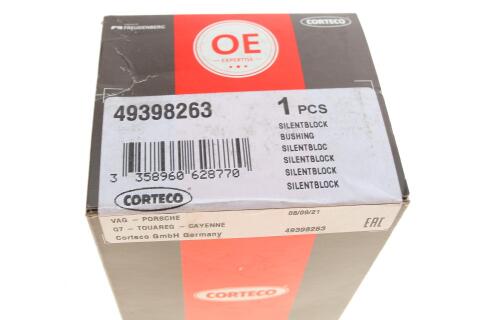 FREUDENBERG
CORTECO
OE
EXPERTISE
49398263
1 PCS
SILENTBLOCK
BUSHING
SILENTBLOC
SILENTBLOCK
SILENTBLOCK
SILENTBLOCK
3 358960 628770
CORTECO
VAG - PORSCHE
08/09/21
Q7 - TOUAREG - CAYENNE
Corteco GmbH Germany
49398263
EAC
CORTECO